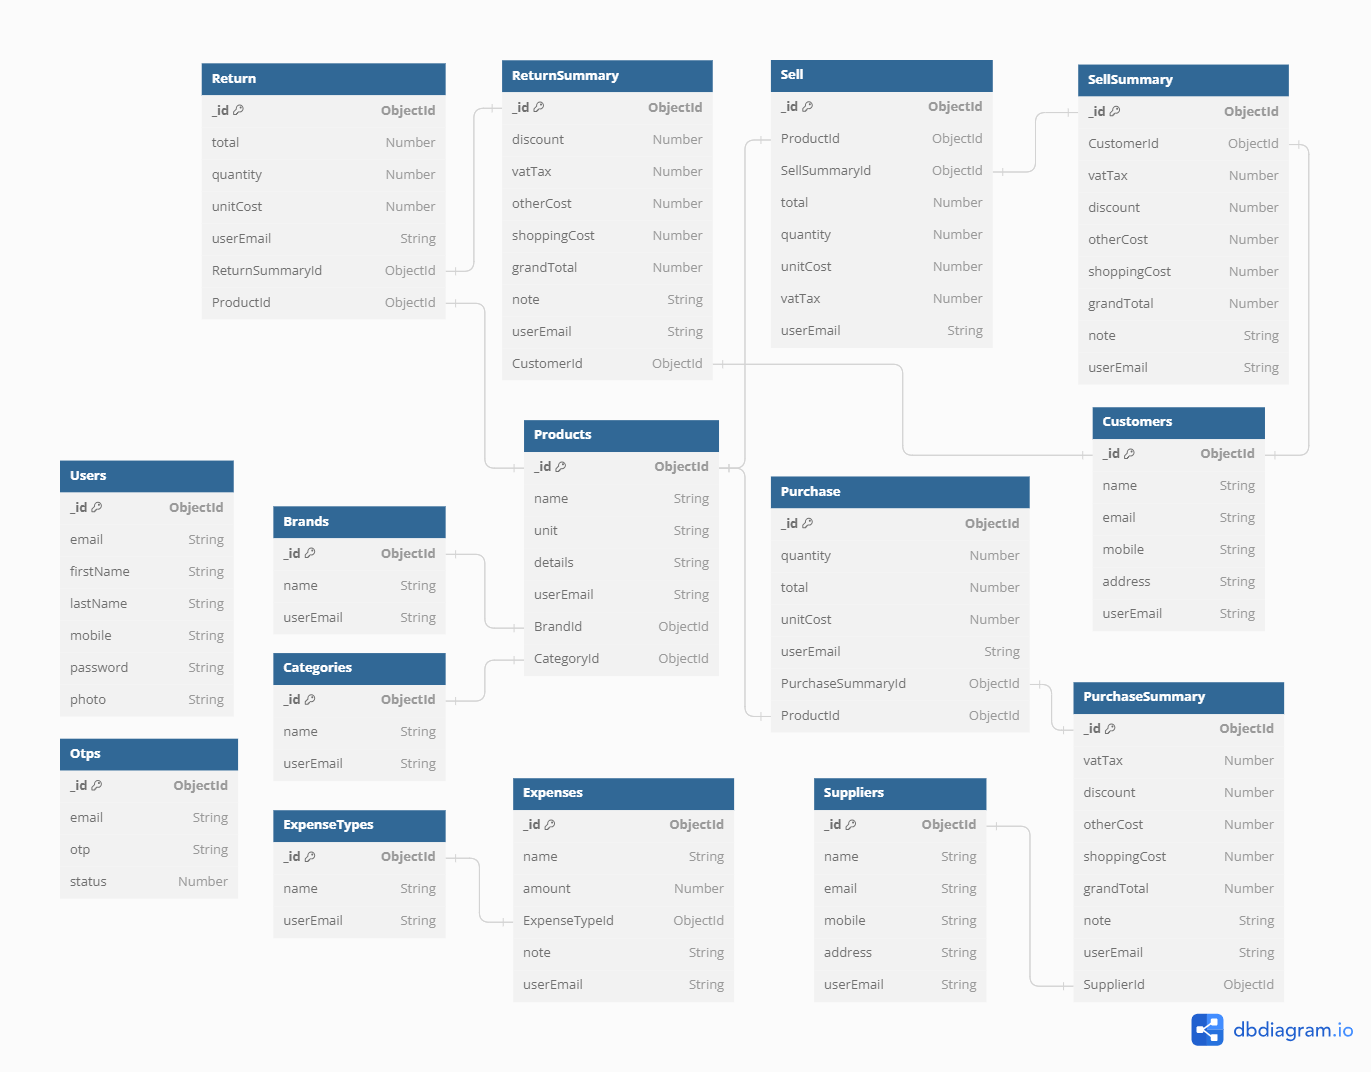 Return
_id ObjectId
total Number
quantity Number
unitCost Number
userEmail String
ReturnSummaryId ObjectId
ProductId ObjectId
ReturnSummary
_id ObjectId
discount Number
vatTax Number
otherCost Number
shoppingCost Number
grandTotal Number
note String
userEmail String
CustomerId ObjectId
Sell
_id ObjectId
ProductId ObjectId
SellSummaryId ObjectId
total Number
quantity Number
unitCost Number
vatTax Number
userEmail String
SellSummary
_id ObjectId
CustomerId ObjectId
vatTax Number
discount Number
otherCost Number
shoppingCost Number
grandTotal Number
note String
userEmail String
Customers
_id ObjectId
name String
email String
mobile String
address String
userEmail String
Products
_id ObjectId
name String
unit String
details String
userEmail String
BrandId ObjectId
CategoryId ObjectId
Users
_id ObjectId
email String
firstName String
lastName String
mobile String
password String
photo String
Brands
_id ObjectId
name String
userEmail String
Purchase
_id ObjectId
quantity Number
total Number
unitCost Number
userEmail String
PurchaseSummaryId ObjectId
ProductId ObjectId
Categories
_id ObjectId
name String
userEmail String
PurchaseSummary
_id ObjectId
vatTax Number
discount Number
otherCost Number
shoppingCost Number
grandTotal Number
note String
userEmail String
SupplierId ObjectId
Otps
_id ObjectId
email String
otp String
status Number
ExpenseTypes
_id ObjectId
name String
userEmail String
Expenses
_id ObjectId
name String
amount Number
ExpenseTypeId ObjectId
note String
userEmail String
Suppliers
_id ObjectId
name String
email String
mobile String
address String
userEmail String
dbdiagram.io